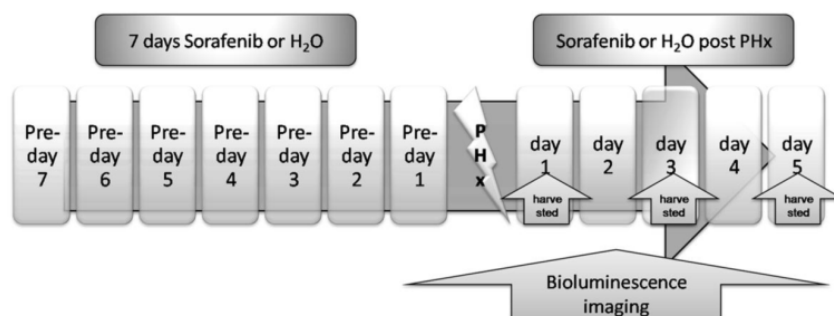 7 days Sorafenib or H₂O
Sorafenib or H₂O post PHx
Pre-
day
7
Pre-
day
6
Pre-
day
5
Pre-
day
4
Pre-
day
3
Pre-
day
2
Pre-
day
1
P
H
x
day
1
day
2
day
3
day
4
day
5
harve
sted
harve
sted
harve
sted
Bioluminescence
imaging